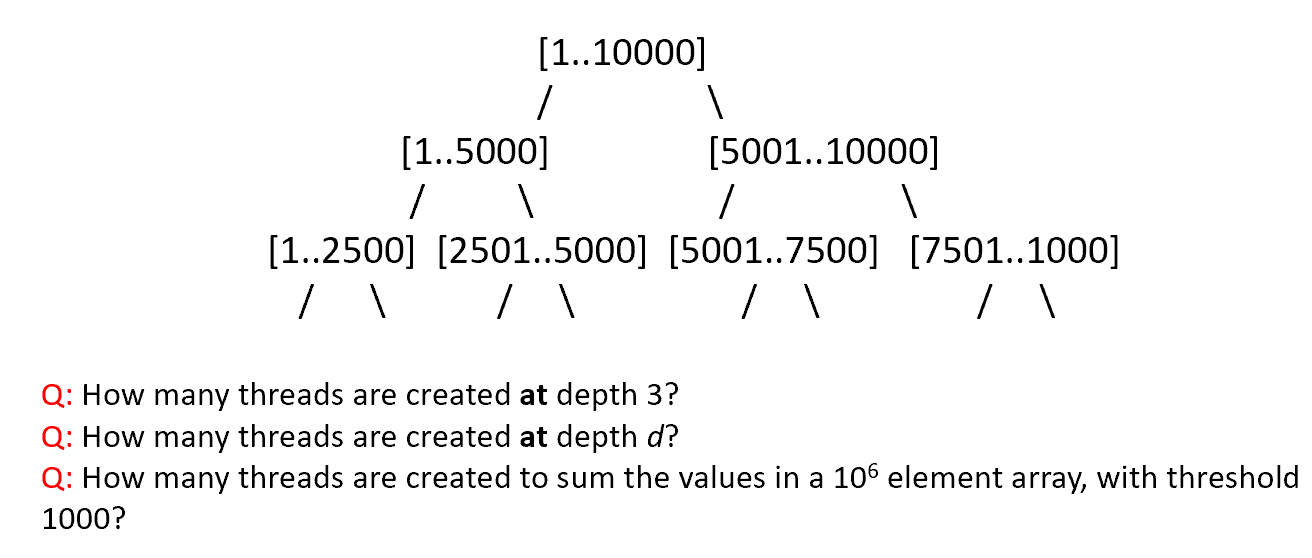 [1..10000]
/ \
[1..5000] [5001..10000]
/ \ / \
[1..2500] [2501..5000] [5001..7500] [7501..1000]
/ \ / \ / \ / \
Q: How many threads are created at depth 3?
Q: How many threads are created at depth d?
Q: How many threads are created to sum the values in a 10⁶ element array, with threshold
1000?